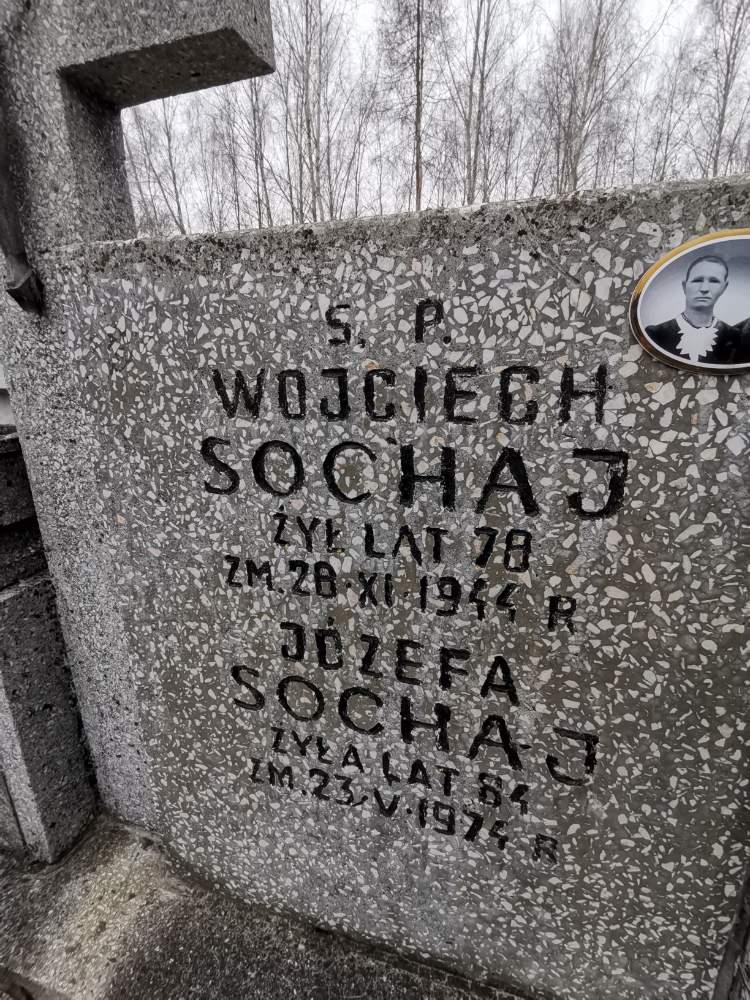 Ś. P.
WOJCIECH
SOCHAJ
ŻYŁ LAT 78
ZM. 28·XI·1944 R
JÓZEFA
SOCHAJ
ŻYŁA LAT 84
ZM. 23,V·1974 R